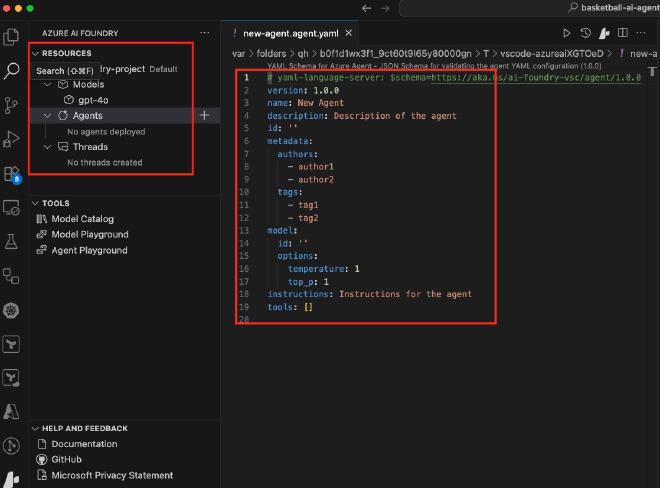 basketball-ai-agent
AZURE AI FOUNDRY
RESOURCES
Search (⇧⌘F)
ry-project Default
Models
gpt-4o
Agents
No agents deployed
Threads
No threads created
TOOLS
Model Catalog
Model Playground
Agent Playground
HELP AND FEEDBACK
Documentation
GitHub
Microsoft Privacy Statement
8
! new-agent.agent.yaml
var > folders > qh > b0f1d1wx3f1_9ct60t9l65y80000gn > T > vscode-azureaiXGTOeD > ! new-a
YAML Schema for Azure Agent - JSON Schema for validating the agent YAML configuration (1.0.0)
1 # yaml-language-server: $schema=https://aka.ms/ai-foundry-vsc/agent/1.0.0
2 version: 1.0.0
3 name: New Agent
4 description: Description of the agent
5 id: ''
6 metadata:
7 authors:
8 - author1
9 - author2
10 tags:
11 - tag1
12 - tag2
13 model:
14 id: ''
15 options:
16 temperature: 1
17 top_p: 1
18 instructions: Instructions for the agent
19 tools: []
20